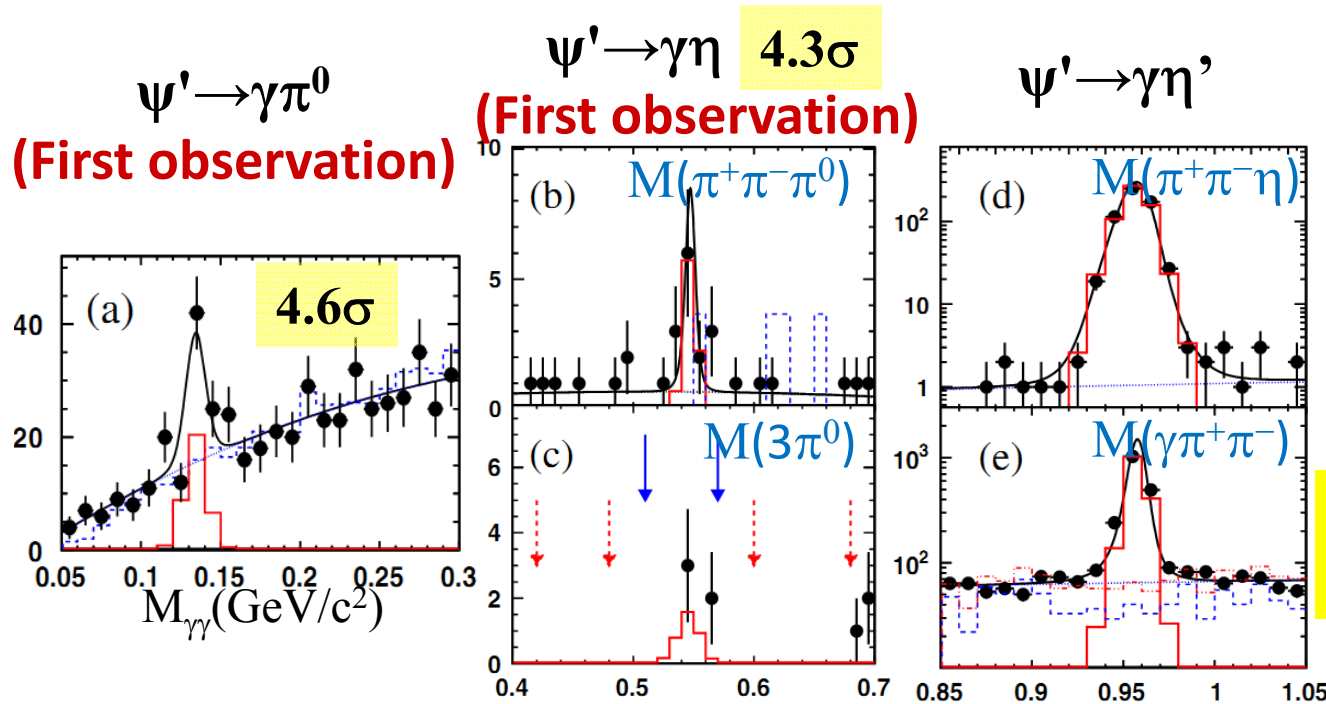 ψ'→γπ⁰
(First observation)
ψ'→γη 4.3σ
(First observation)
ψ'→γη’
(a)
4.6σ
40
20
0
0.05 0.1 0.15 0.2 0.25 0.3
Mγγ(GeV/c²)
10
5
0
(b)
M(π⁺π⁻π⁰)
(c)
M(3π⁰)
6
4
2
0
0.4 0.5 0.6 0.7
(d)
M(π⁺π⁻η)
10²
10
1
(e)
M(γπ⁺π⁻)
10³
10²
0.85 0.9 0.95 1 1.05